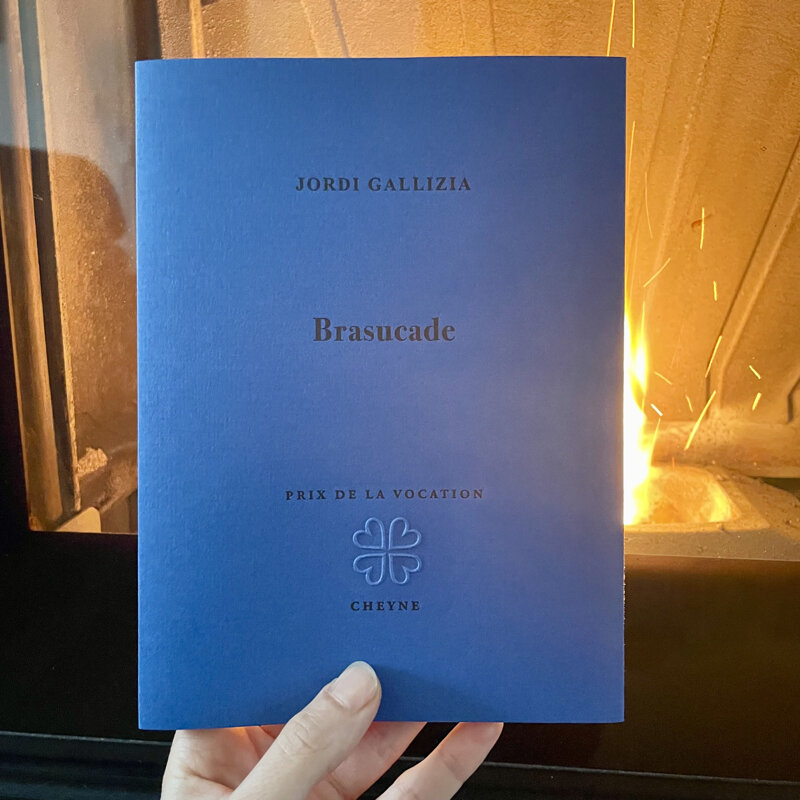 JORDI GALLIZIA
Brasucade
PRIX DE LA VOCATION
CHEYNE